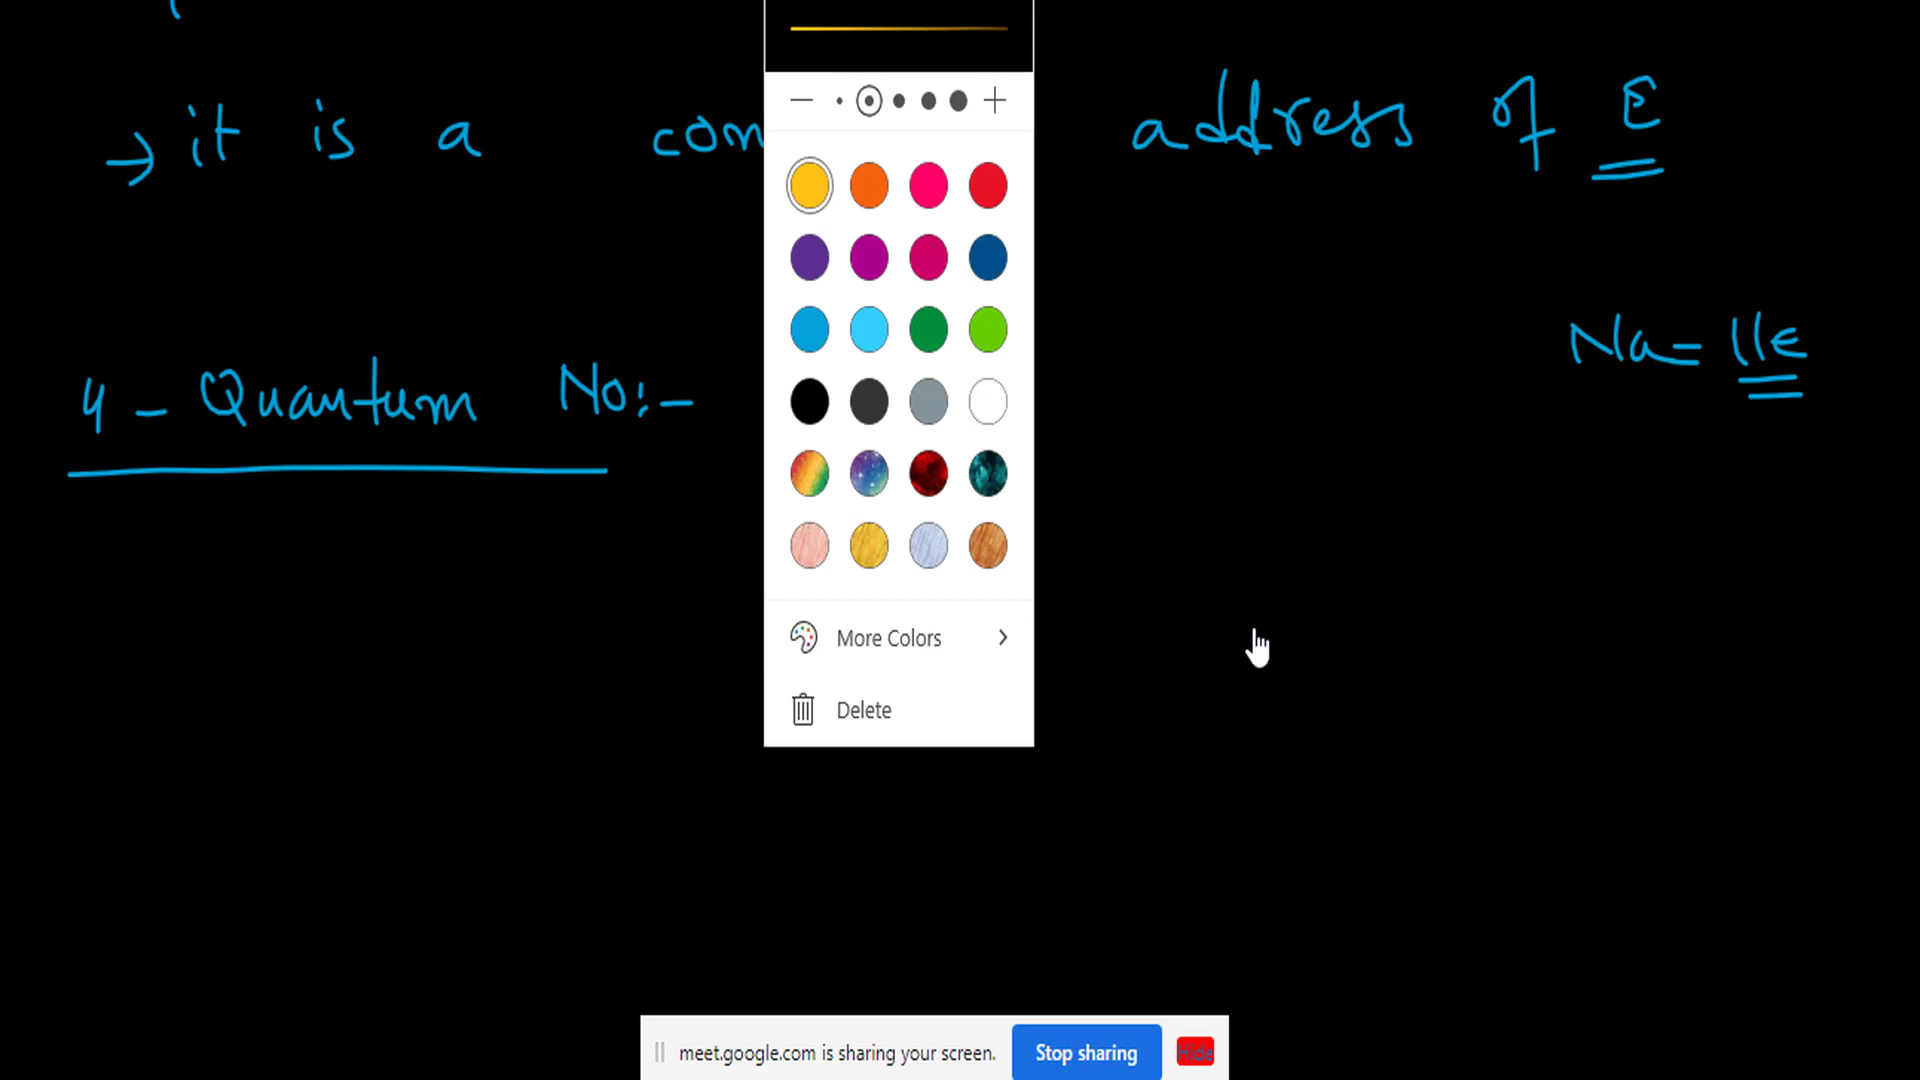 → it is a com address of E
Na = 11E
4 - Quantum No:-
More Colors
Delete
meet.google.com is sharing your screen. Stop sharing Hide